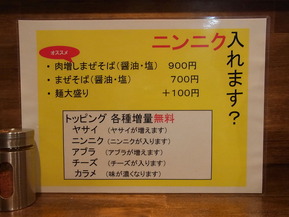 ニンニク入れます？
オススメ
・肉増しまぜそば（醤油・塩） 900円
・まぜそば（醤油・塩） 700円
・麺大盛り ＋100円
トッピング 各種増量無料
ヤサイ （ヤサイが増えます）
ニンニク （ニンニクが入ります）
アブラ （アブラが増えます）
チーズ （チーズが入ります）
カラメ （味が濃くなります）